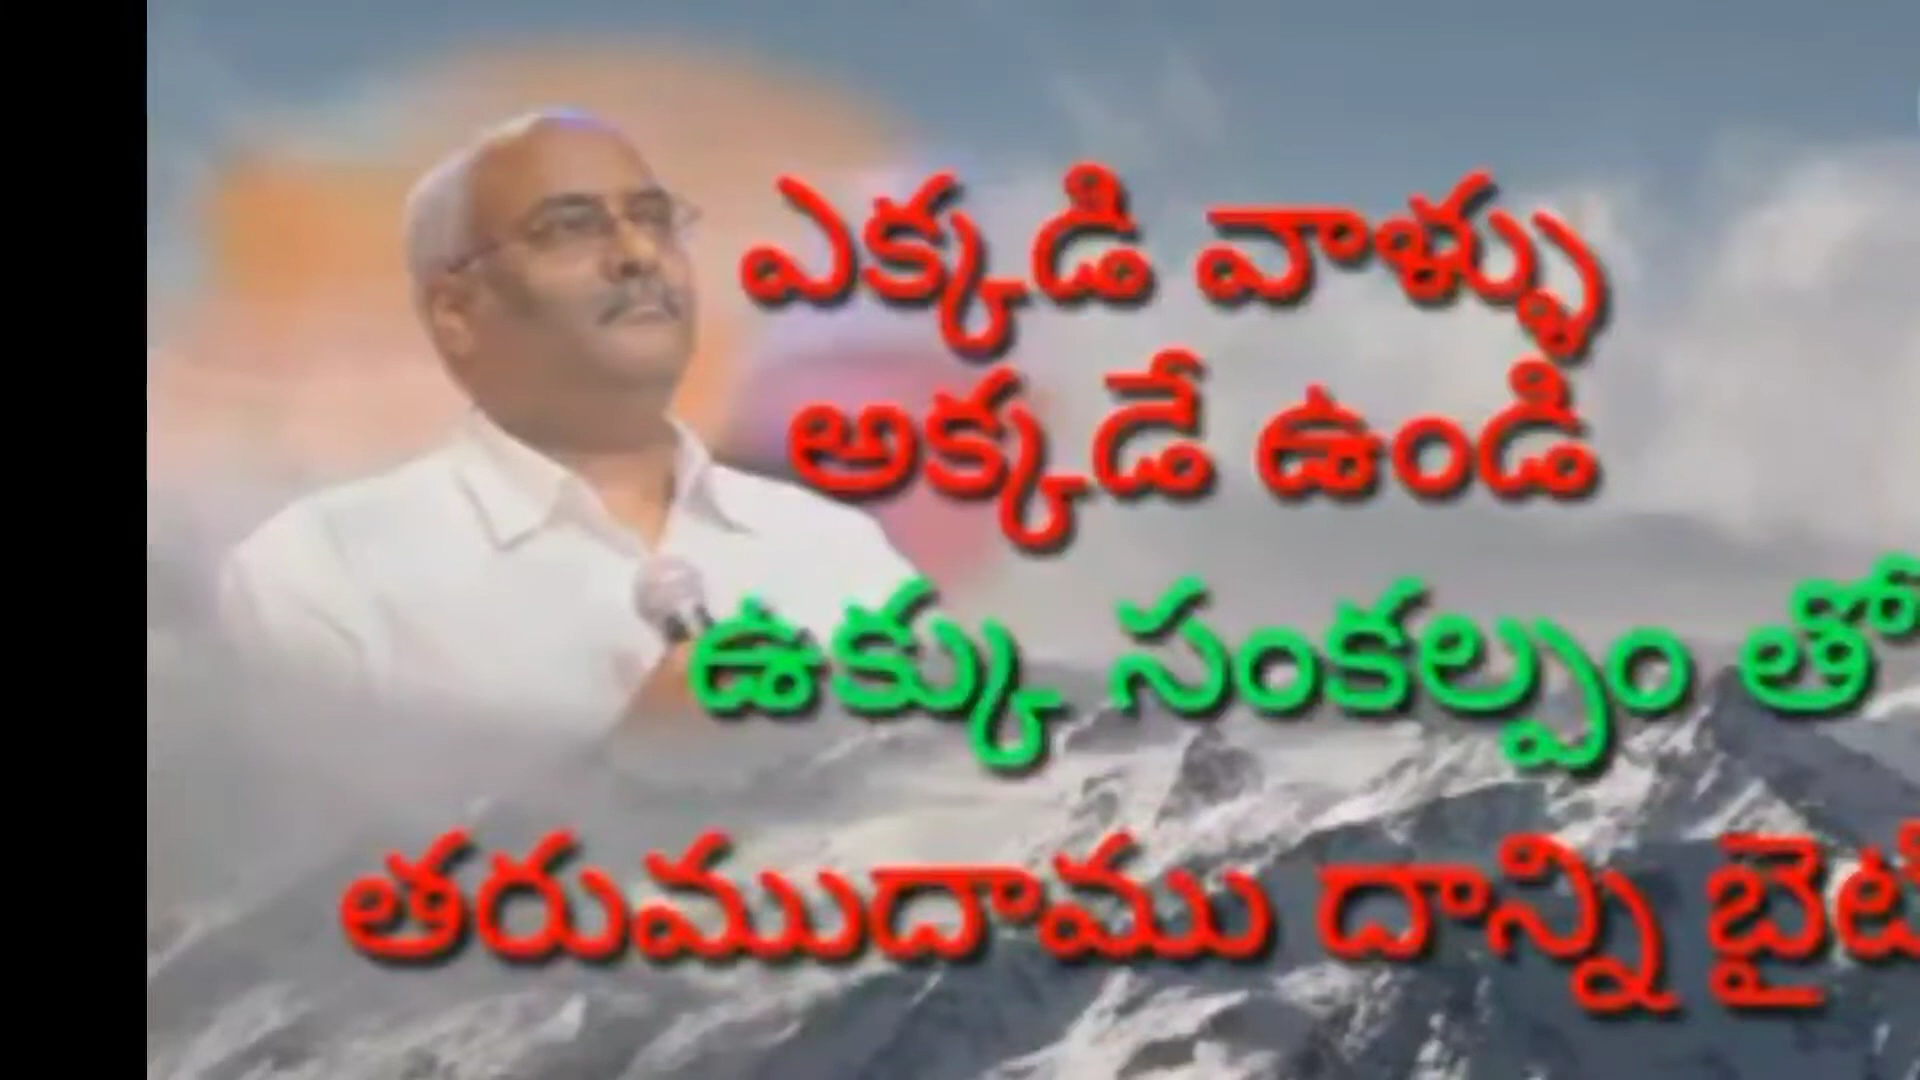 ఎక్కడి వాళ్ళు
అక్కడే ఉండి
ఉక్కు సంకల్పం తో
తరుముదాము దాన్ని